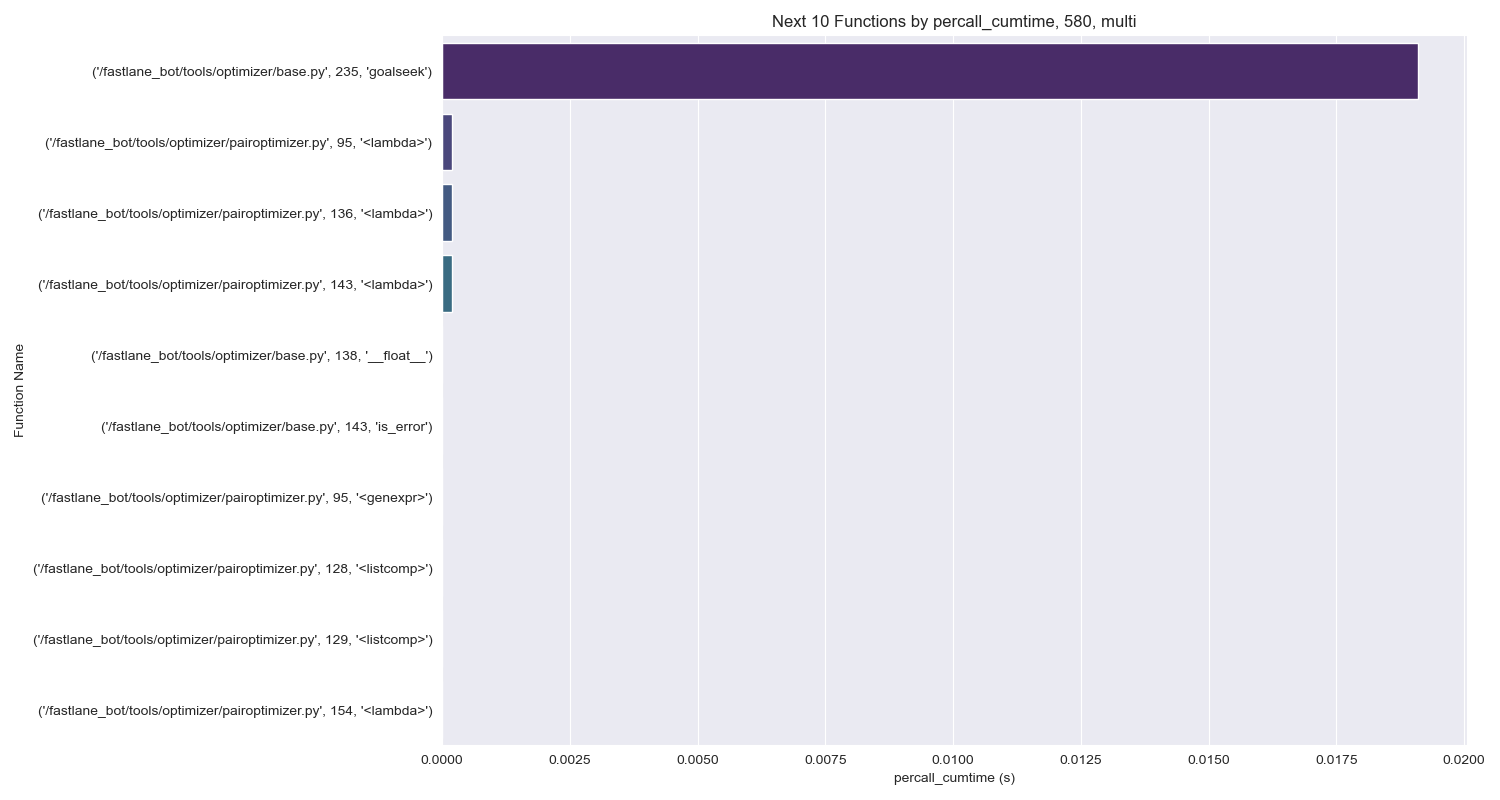 Next 10 Functions by percall_cumtime, 580, multi
('/fastlane_bot/tools/optimizer/base.py', 235, 'goalseek')
('/fastlane_bot/tools/optimizer/pairoptimizer.py', 95, '<lambda>')
('/fastlane_bot/tools/optimizer/pairoptimizer.py', 136, '<lambda>')
('/fastlane_bot/tools/optimizer/pairoptimizer.py', 143, '<lambda>')
('/fastlane_bot/tools/optimizer/base.py', 138, '__float__')
('/fastlane_bot/tools/optimizer/base.py', 143, 'is_error')
('/fastlane_bot/tools/optimizer/pairoptimizer.py', 95, '<genexpr>')
('/fastlane_bot/tools/optimizer/pairoptimizer.py', 128, '<listcomp>')
('/fastlane_bot/tools/optimizer/pairoptimizer.py', 129, '<listcomp>')
('/fastlane_bot/tools/optimizer/pairoptimizer.py', 154, '<lambda>')
Function Name
0.0000 0.0025 0.0050 0.0075 0.0100 0.0125 0.0150 0.0175 0.0200
percall_cumtime (s)